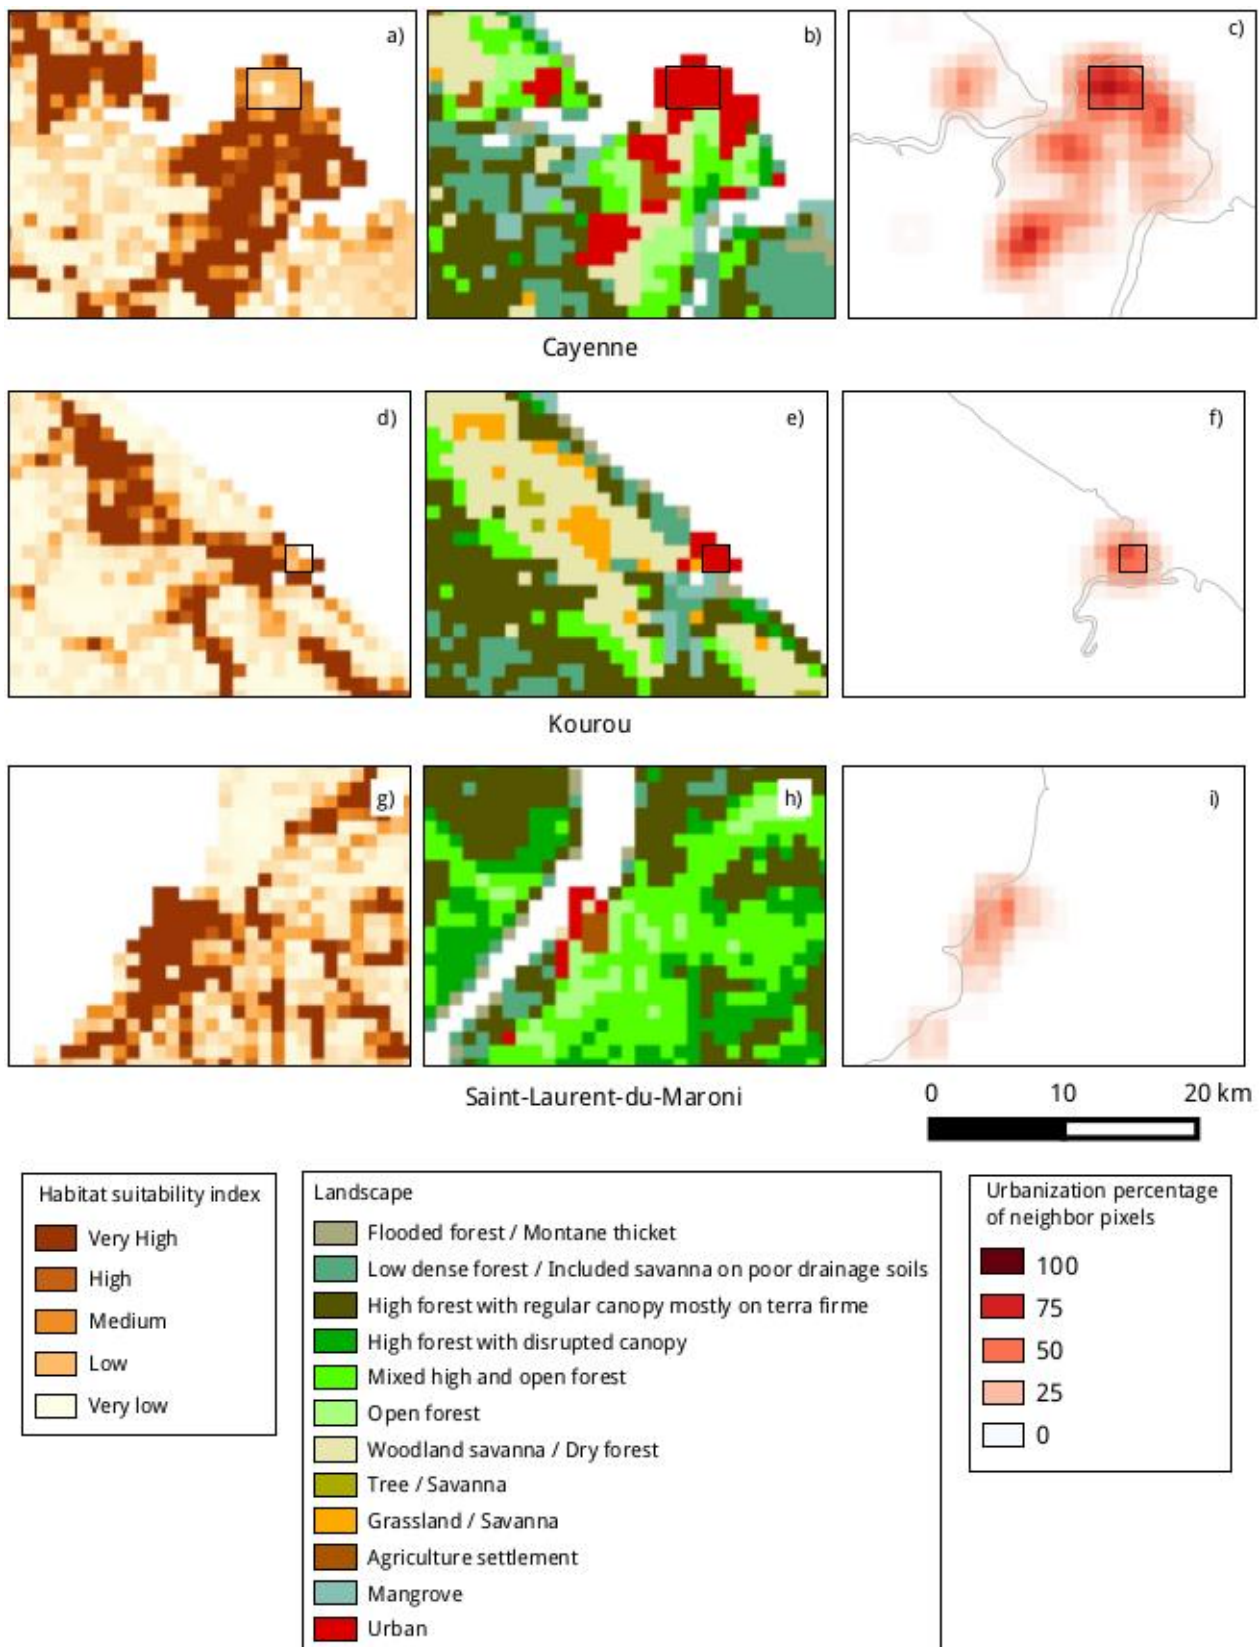 a)
b)
c)
Cayenne
d)
e)
f)
Kourou
g)
h)
i)
Saint-Laurent-du-Maroni
0 10 20 km
Habitat suitability index
Very High
High
Medium
Low
Very low
Landscape
Flooded forest / Montane thicket
Low dense forest / Included savanna on poor drainage soils
High forest with regular canopy mostly on terra firme
High forest with disrupted canopy
Mixed high and open forest
Open forest
Woodland savanna / Dry forest
Tree / Savanna
Grassland / Savanna
Agriculture settlement
Mangrove
Urban
Urbanization percentage
of neighbor pixels
100
75
50
25
0